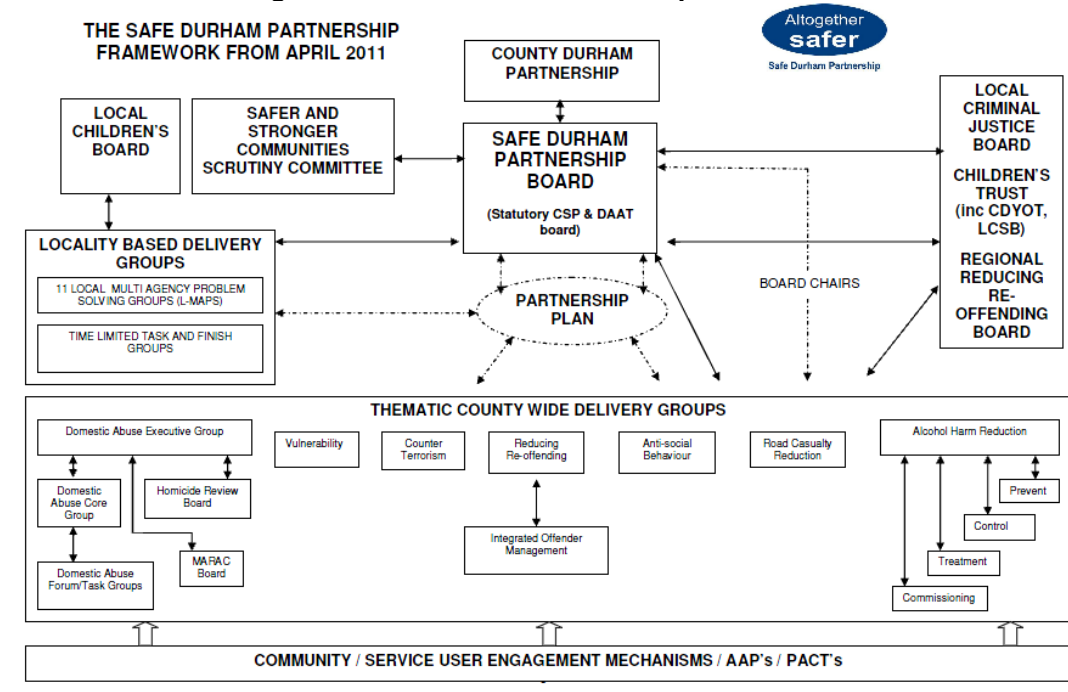 THE SAFE DURHAM PARTNERSHIP
FRAMEWORK FROM APRIL 2011
Altogether
safer
Safe Durham Partnership
COUNTY DURHAM
PARTNERSHIP
LOCAL
CHILDREN'S
BOARD
SAFER AND
STRONGER
COMMUNITIES
SCRUTINY COMMITTEE
SAFE DURHAM
PARTNERSHIP
BOARD
(Statutory CSP & DAAT
board)
LOCAL
CRIMINAL
JUSTICE
BOARD
CHILDREN'S
TRUST
(inc CDYOT,
LCSB)
REGIONAL
REDUCING
RE-
OFFENDING
BOARD
LOCALITY BASED DELIVERY
GROUPS
11 LOCAL MULTI AGENCY PROBLEM
SOLVING GROUPS (L-MAPS)
TIME LIMITED TASK AND FINISH
GROUPS
PARTNERSHIP
PLAN
BOARD CHAIRS
THEMATIC COUNTY WIDE DELIVERY GROUPS
Domestic Abuse Executive Group
Vulnerability
Counter
Terrorism
Reducing
Re-offending
Anti-social
Behaviour
Road Casualty
Reduction
Alcohol Harm Reduction
Domestic
Abuse Core
Group
Homicide Review
Board
MARAC
Board
Domestic Abuse
Forum/Task Groups
Integrated Offender
Management
Prevent
Control
Treatment
Commissioning
COMMUNITY / SERVICE USER ENGAGEMENT MECHANISMS / AAP's / PACT's